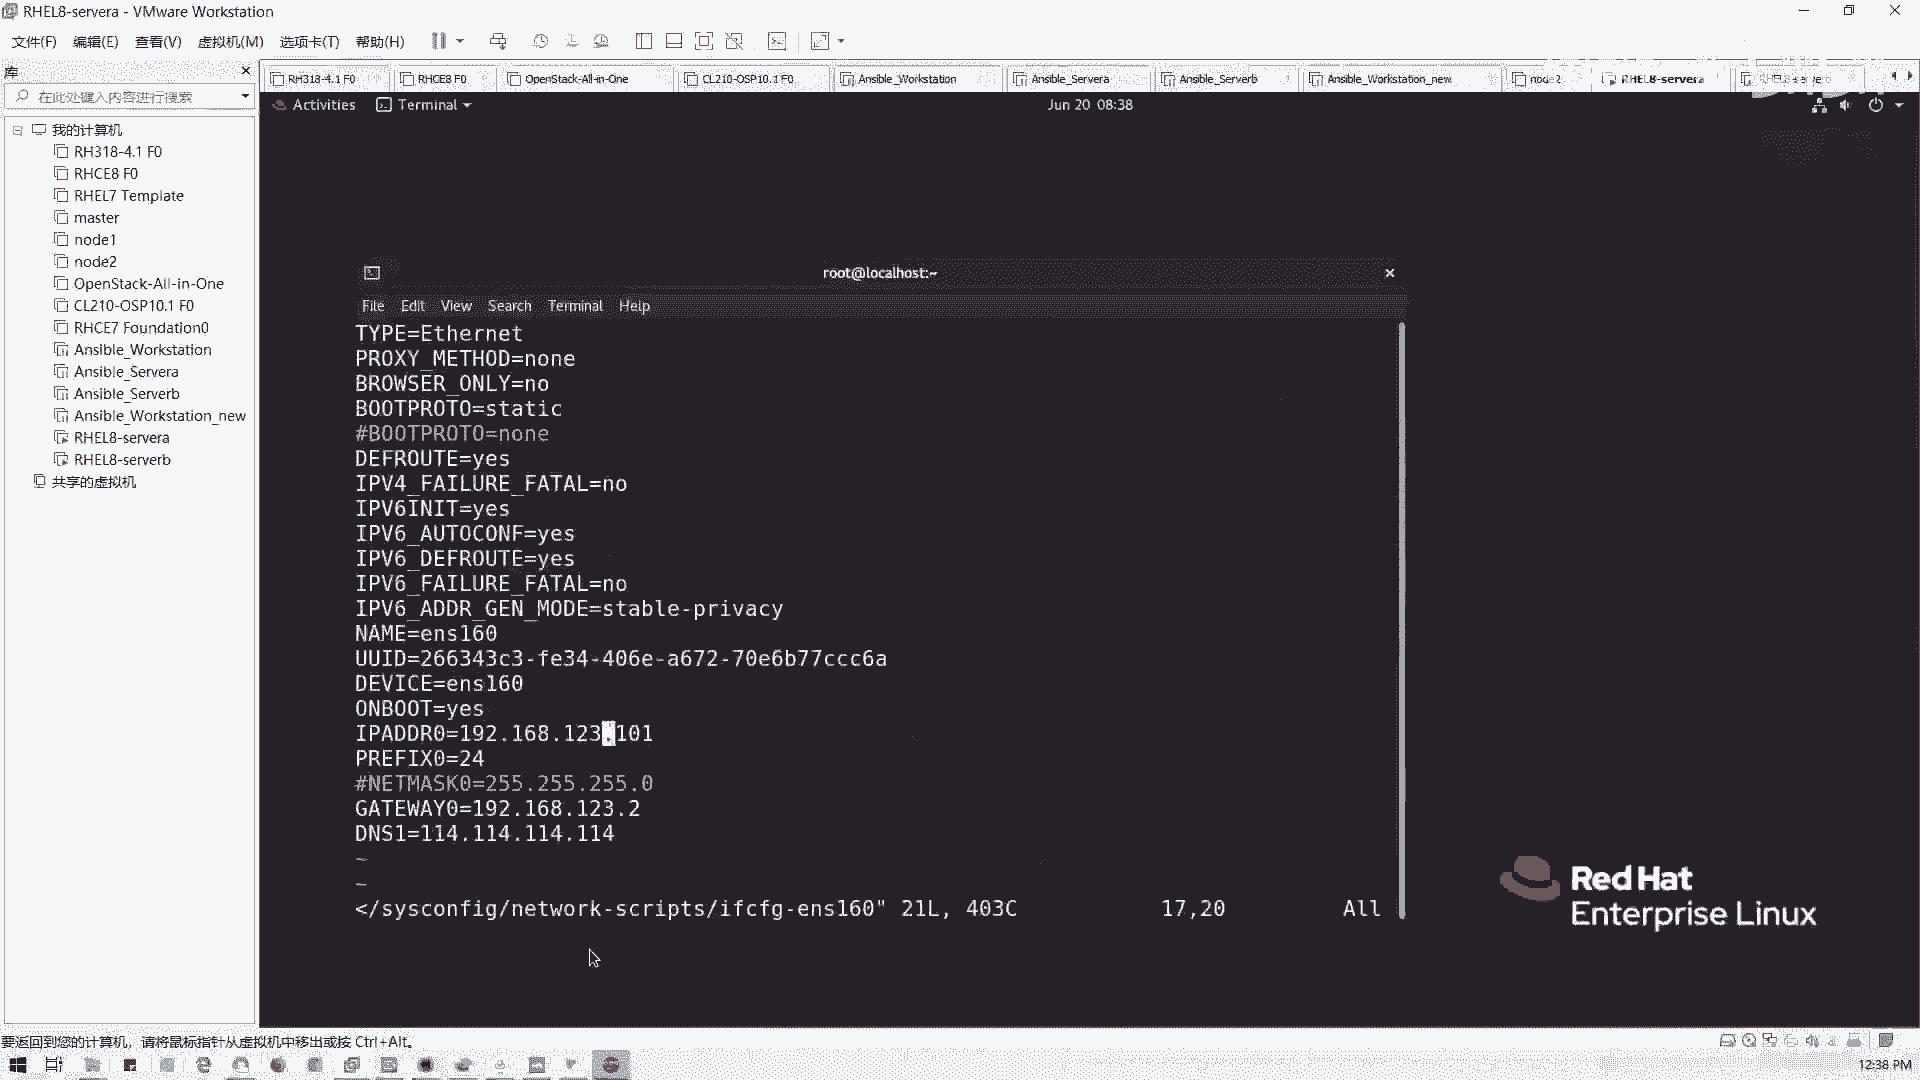 RHEL8-servera - VMware Workstation
文件(F) 编辑(E) 查看(V) 虚拟机(M) 选项卡(T) 帮助(H)
库
在此处键入内容进行搜索
我的计算机
RH318-4.1 F0
RHCE8 F0
RHEL7 Template
master
node1
node2
OpenStack-All-in-One
CL210-OSP10.1 F0
RHCE7 Foundation0
Ansible_Workstation
Ansible_Servera
Ansible_Serverb
Ansible_Workstation_new
RHEL8-servera
RHEL8-serverb
共享的虚拟机
RH318-4.1 F0 RHCE8 F0 OpenStack-All-in-One CL210-OSP10.1 F0 Ansible_Workstation Ansible_Servera Ansible_Serverb Ansible_Workstation_new node2 RHEL8-servera RHEL8-serverb
Activities Terminal Jun 20 08:38
root@localhost:~
File Edit View Search Terminal Help
TYPE=Ethernet
PROXY_METHOD=none
BROWSER_ONLY=no
BOOTPROTO=static
#BOOTPROTO=none
DEFROUTE=yes
IPV4_FAILURE_FATAL=no
IPV6INIT=yes
IPV6_AUTOCONF=yes
IPV6_DEFROUTE=yes
IPV6_FAILURE_FATAL=no
IPV6_ADDR_GEN_MODE=stable-privacy
NAME=ens160
UUID=266343c3-fe34-406e-a672-70e6b77ccc6a
DEVICE=ens160
ONBOOT=yes
IPADDR0=192.168.123.101
PREFIX0=24
#NETMASK0=255.255.255.0
GATEWAY0=192.168.123.2
DNS1=114.114.114.114
~
~
</sysconfig/network-scripts/ifcfg-ens160" 21L, 403C 17,20 All
Red Hat
Enterprise Linux
要返回到您的计算机，请将鼠标指针从虚拟机中移出或按 Ctrl+Alt。
12:38 PM